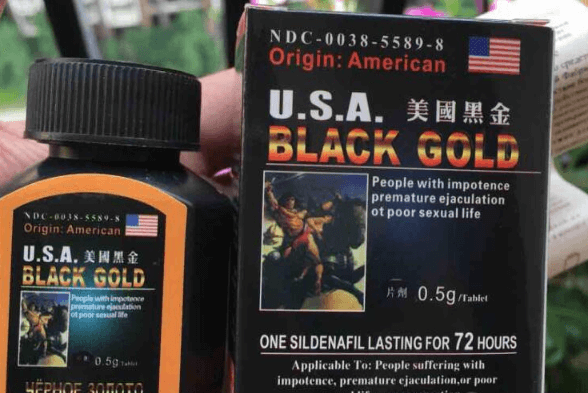 NDC-0038-5589-8
Origin: American
U.S.A. 美國黑金
BLACK GOLD
People with impotence
premature ejaculation
ot poor sexual life
片劑 0.5g/Tablet
ONE SILDENAFIL LASTING FOR 72 HOURS
Applicable To: People suffering with
impotence, premature ejaculation,or poor
NDC-0038-5589-8
Origin: American
U.S.A. 美國黑金
BLACK GOLD
People with impotence
premature ejaculation
ot poor sexual life
0.5g
ЧЁРНОЕ ЗОЛОТО